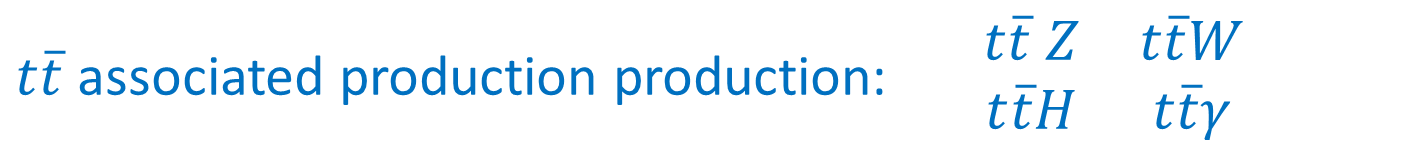 tt̄ Z   tt̄W
tt̄ associated production production:
tt̄H   tt̄γ